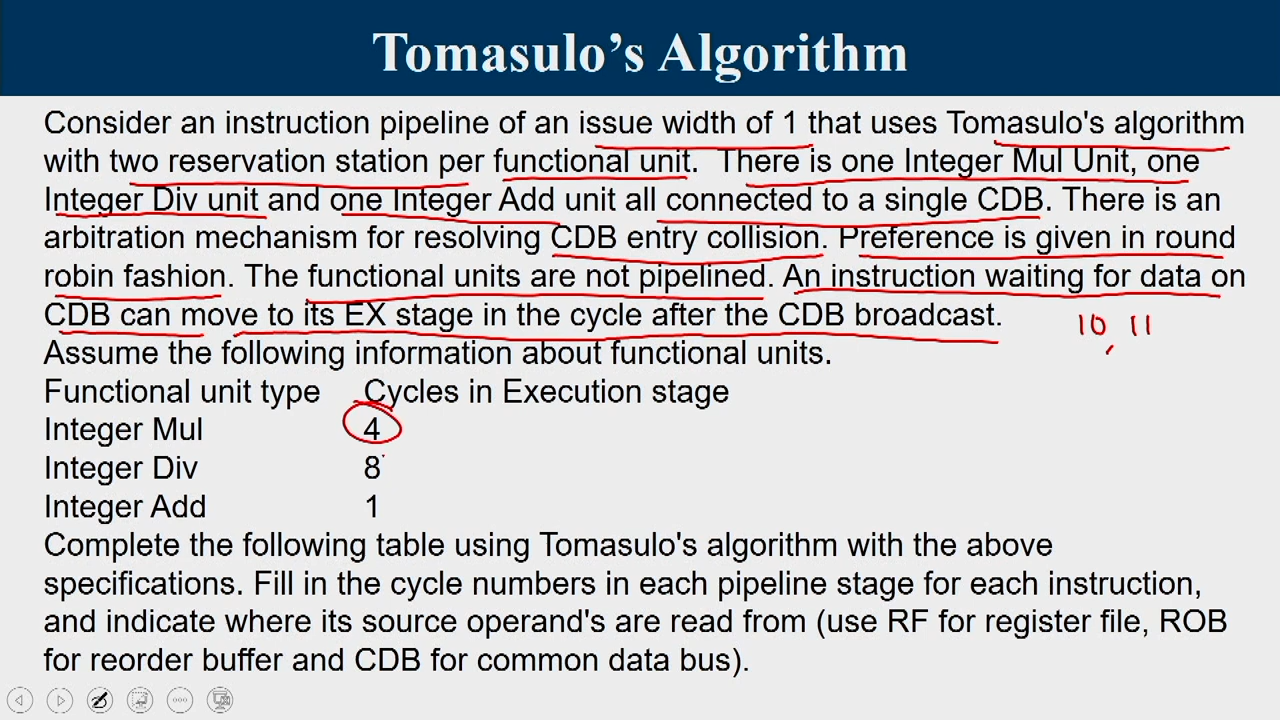 Tomasulo's Algorithm
Consider an instruction pipeline of an issue width of 1 that uses Tomasulo's algorithm
with two reservation station per functional unit. There is one Integer Mul Unit, one
Integer Div unit and one Integer Add unit all connected to a single CDB. There is an
arbitration mechanism for resolving CDB entry collision. Preference is given in round
robin fashion. The functional units are not pipelined. An instruction waiting for data on
CDB can move to its EX stage in the cycle after the CDB broadcast.
10, 11
Assume the following information about functional units.
Functional unit type Cycles in Execution stage
Integer Mul 4
Integer Div 8
Integer Add 1
Complete the following table using Tomasulo's algorithm with the above
specifications. Fill in the cycle numbers in each pipeline stage for each instruction,
and indicate where its source operand's are read from (use RF for register file, ROB
for reorder buffer and CDB for common data bus).